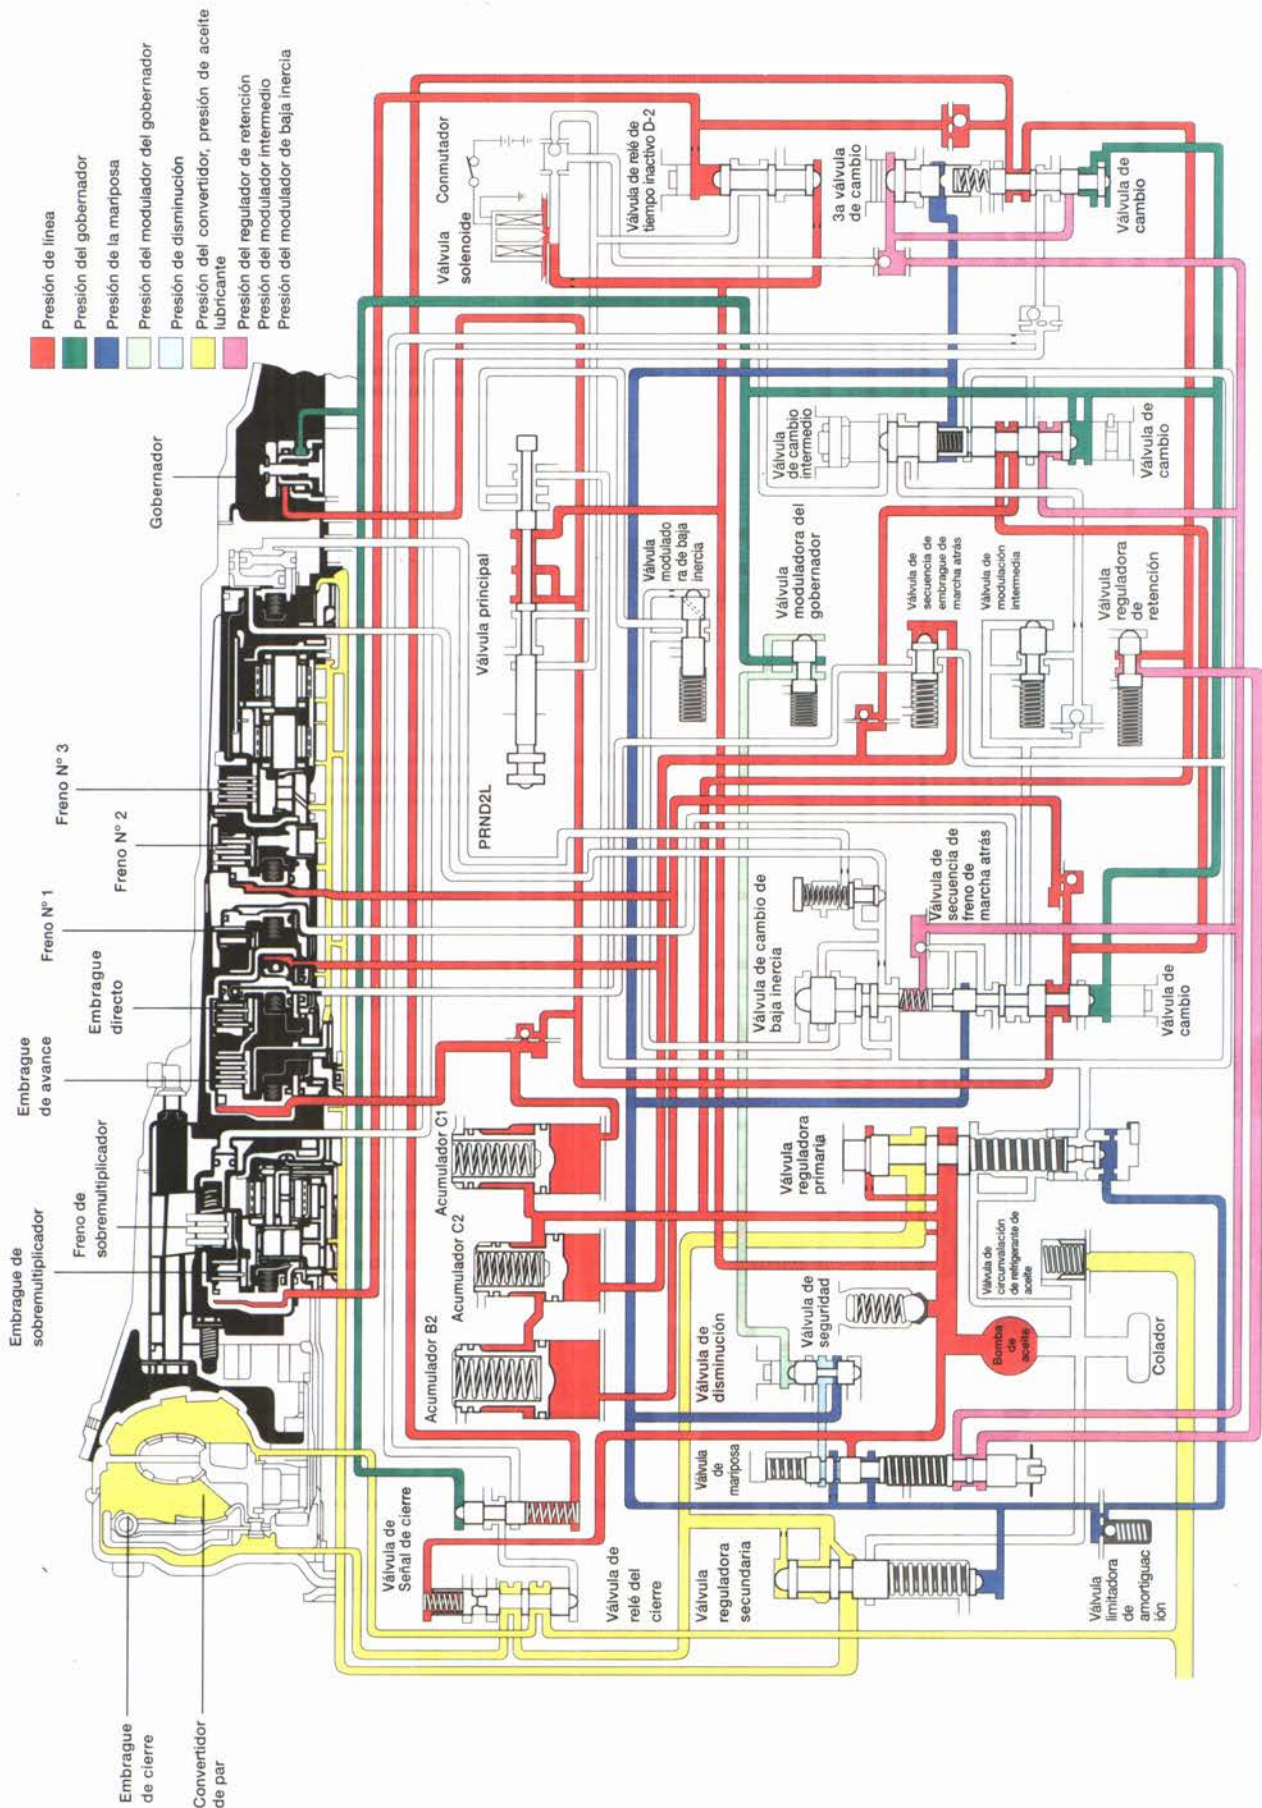 Presión de línea
Presión del gobernador
Presión de la mariposa
Presión del modulador del gobernador
Presión de disminución
Presión del convertidor, presión de aceite
lubricante
Presión del regulador de retención
Presión del modulador intermedio
Presión del modulador de baja inercia
Embrague
de cierre
Convertidor
de par
Embrague de
sobremultiplicador
Freno de
sobremultiplicador
Embrague
de avance
Embrague
directo
Freno Nº 1
Freno Nº 2
Freno Nº 3
Gobernador
Válvula de
Señal de cierre
Válvula de
relé del
cierre
Acumulador B2
Acumulador C2
Acumulador C1
PRND2L
Válvula principal
Válvula
solenoide
Conmutador
Válvula de relé de
tiempo inactivo D-2
3a válvula
de cambio
Válvula de
cambio
Válvula
de cambio
intermedio
Válvula de
cambio
Válvula
modulado
ra de baja
inercia
Válvula
moduladora del
gobernador
Válvula de
secuencia de
embrague de
marcha atrás
Válvula de
modulación
intermedia
Válvula
reguladora
de
retención
Válvula de cambio de
baja inercia
Válvula de
secuencia de
freno de
marcha atrás
Válvula de
cambio
Válvula
reguladora
primaria
Válvula de
circunvalación
de refrigerante de
aceite
Válvula de
seguridad
Válvula de
disminución
Bomba
de
aceite
Colador
Válvula
de
mariposa
Válvula
reguladora
secundaria
Válvula
limitadora
de
amortiguac
ión